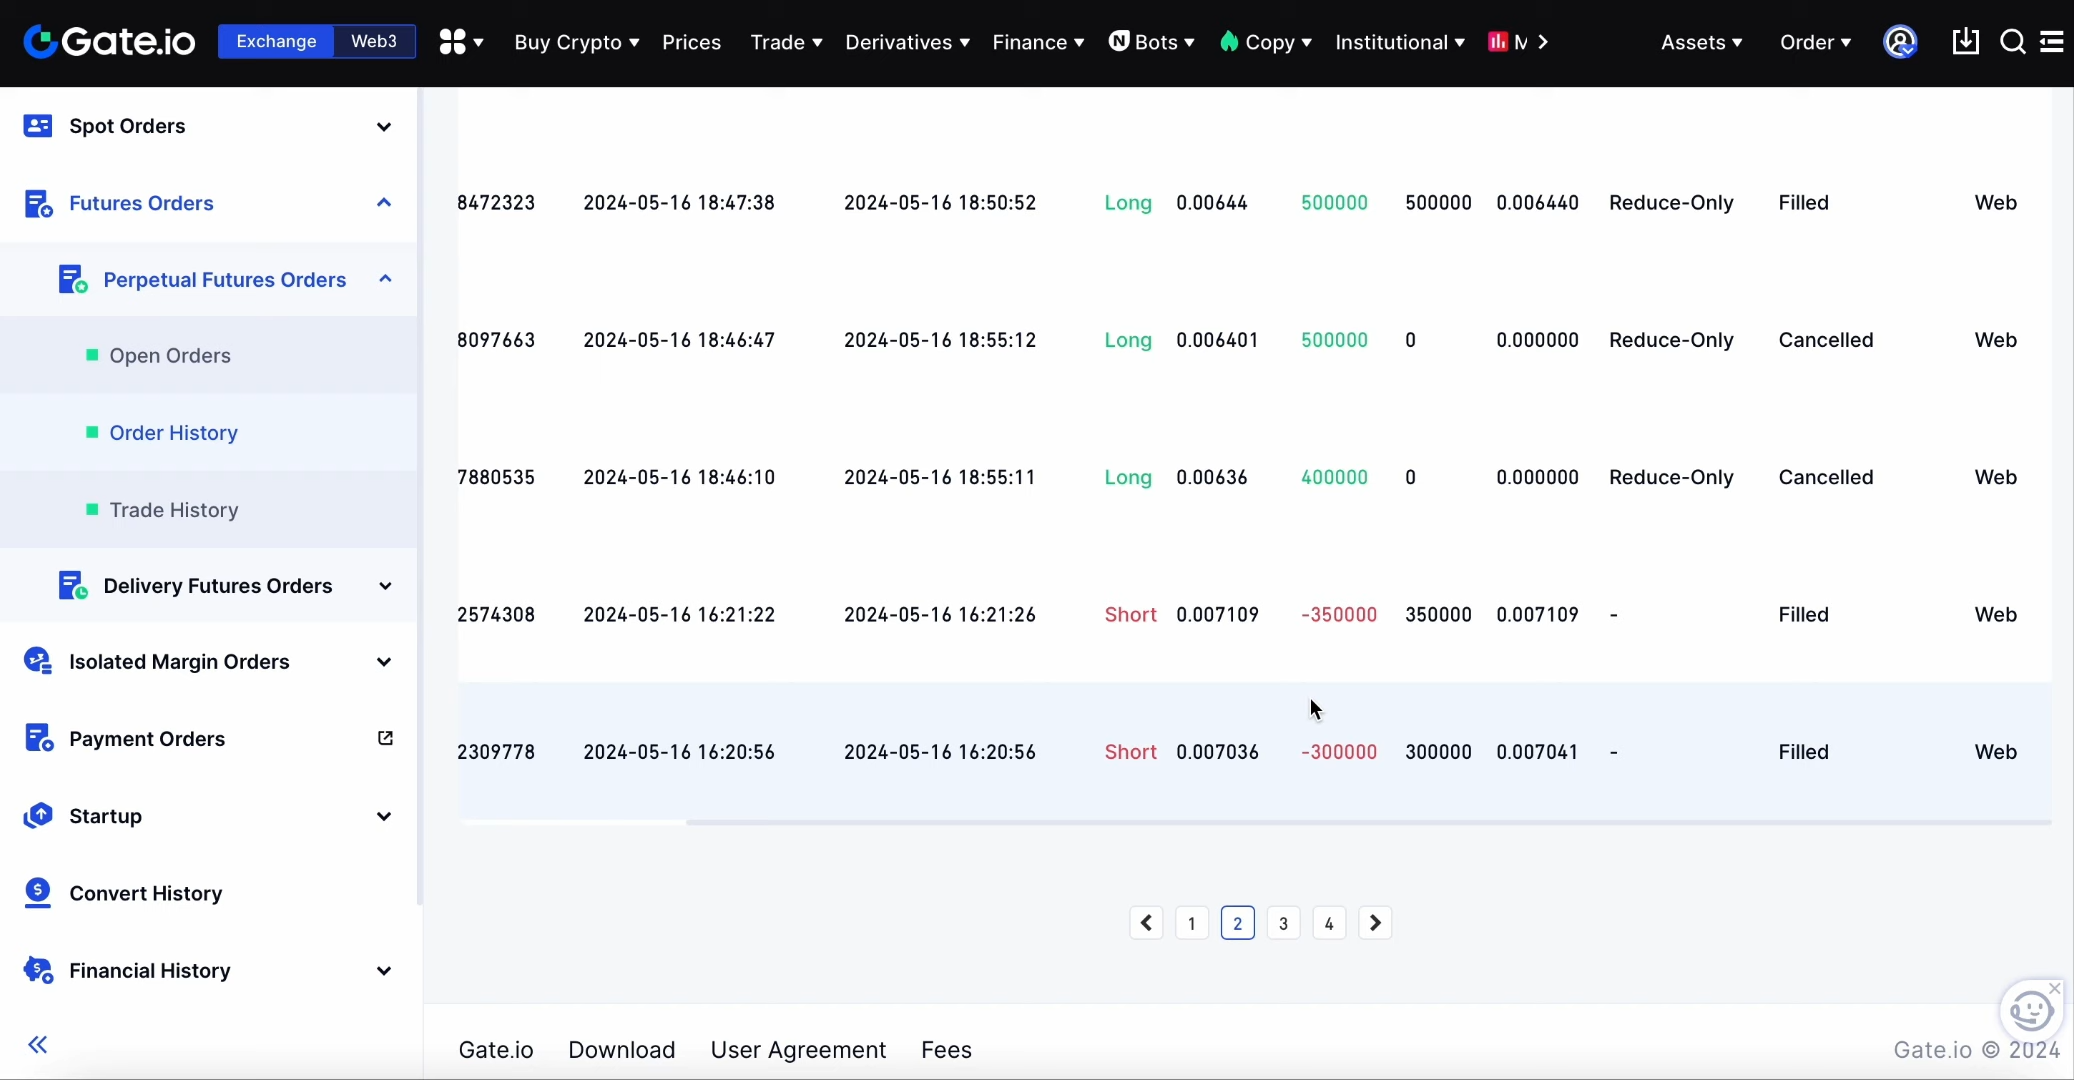 Gate.io Exchange Web3 Buy Crypto Prices Trade Derivatives Finance Bots Copy Institutional M Assets Order
Spot Orders
Futures Orders
Perpetual Futures Orders
Open Orders
Order History
Trade History
Delivery Futures Orders
Isolated Margin Orders
Payment Orders
Startup
Convert History
Financial History
8472323 2024-05-16 18:47:38 2024-05-16 18:50:52 Long 0.00644 500000 500000 0.006440 Reduce-Only Filled Web
8097663 2024-05-16 18:46:47 2024-05-16 18:55:12 Long 0.006401 500000 0 0.000000 Reduce-Only Cancelled Web
7880535 2024-05-16 18:46:10 2024-05-16 18:55:11 Long 0.00636 400000 0 0.000000 Reduce-Only Cancelled Web
2574308 2024-05-16 16:21:22 2024-05-16 16:21:26 Short 0.007109 -350000 350000 0.007109 - Filled Web
2309778 2024-05-16 16:20:56 2024-05-16 16:20:56 Short 0.007036 -300000 300000 0.007041 - Filled Web
1 2 3 4
Gate.io Download User Agreement Fees Gate.io © 2024